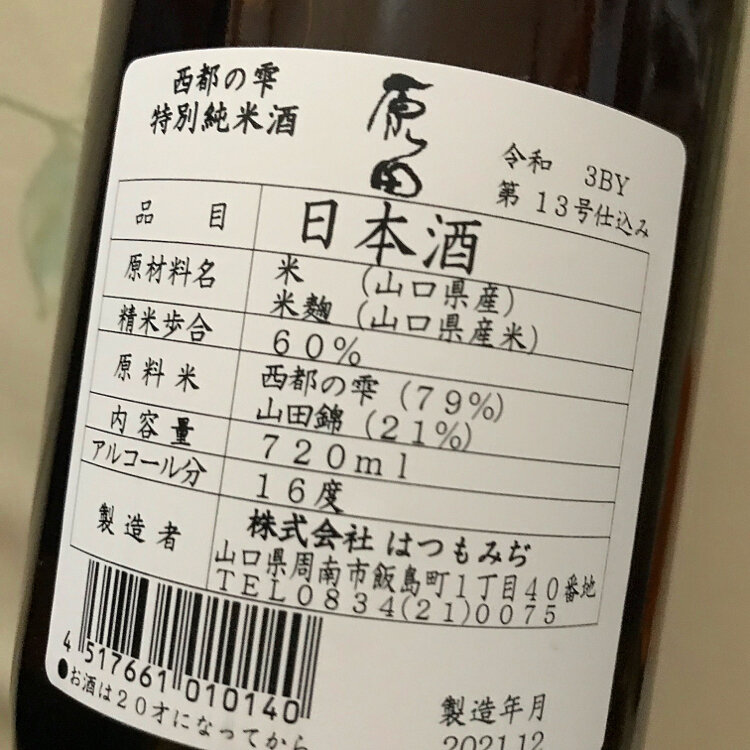 西都の雫
特別純米酒
原田
令和 3BY
第 13号仕込み
品目 日本酒
原材料名 米 (山口県産)
米麹 (山口県産米)
精米歩合 60%
原料米 西都の雫 (79%)
山田錦 (21%)
内容量 720ml
アルコール分 16度
製造者 株式会社 はつもみぢ
山口県周南市飯島町1丁目40番地
TEL0834(21)0075
4 517661 010140
●お酒は20才になってから
製造年月
2021.12